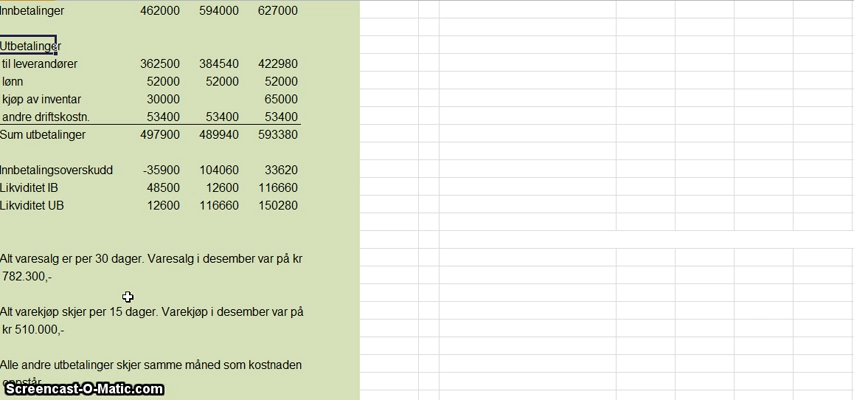 Innbetalinger 462000 594000 627000
Utbetalinger
til leverandører 362500 384540 422980
lønn 52000 52000 52000
kjøp av inventar 30000 65000
andre driftskostn. 53400 53400 53400
Sum utbetalinger 497900 489940 593380
Innbetalingsoverskudd -35900 104060 33620
Likviditet IB 48500 12600 116660
Likviditet UB 12600 116660 150280
Alt varesalg er per 30 dager. Varesalg i desember var på kr
782.300,-
Alt varekjøp skjer per 15 dager. Varekjøp i desember var på
kr 510.000,-
Alle andre utbetalinger skjer samme måned som kostnaden
oppstår
Screencast-O-Matic.com